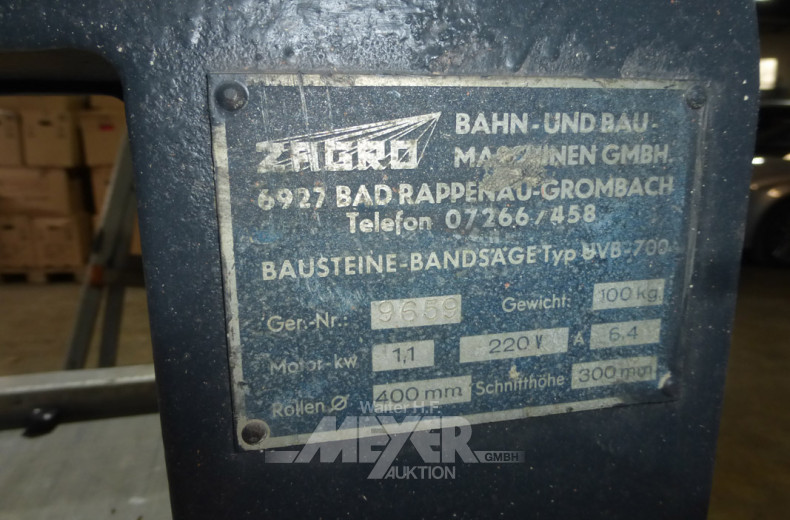 ZAGRO
BAHN-UND BAU-
MASCHINEN GMBH.
6927 BAD RAPPENAU-GROMBACH
Telefon 07266/458
BAUSTEINE-BANDSÄGE Typ UVB-700
Ger.-Nr.: 9659 Gewicht: 100 kg
Motor-kw 1,1 220 V A 6,4
Rollen Ø 400 mm Schnitthöhe 300 mm
Walter H.F.
MEYER
GMBH
AUKTION